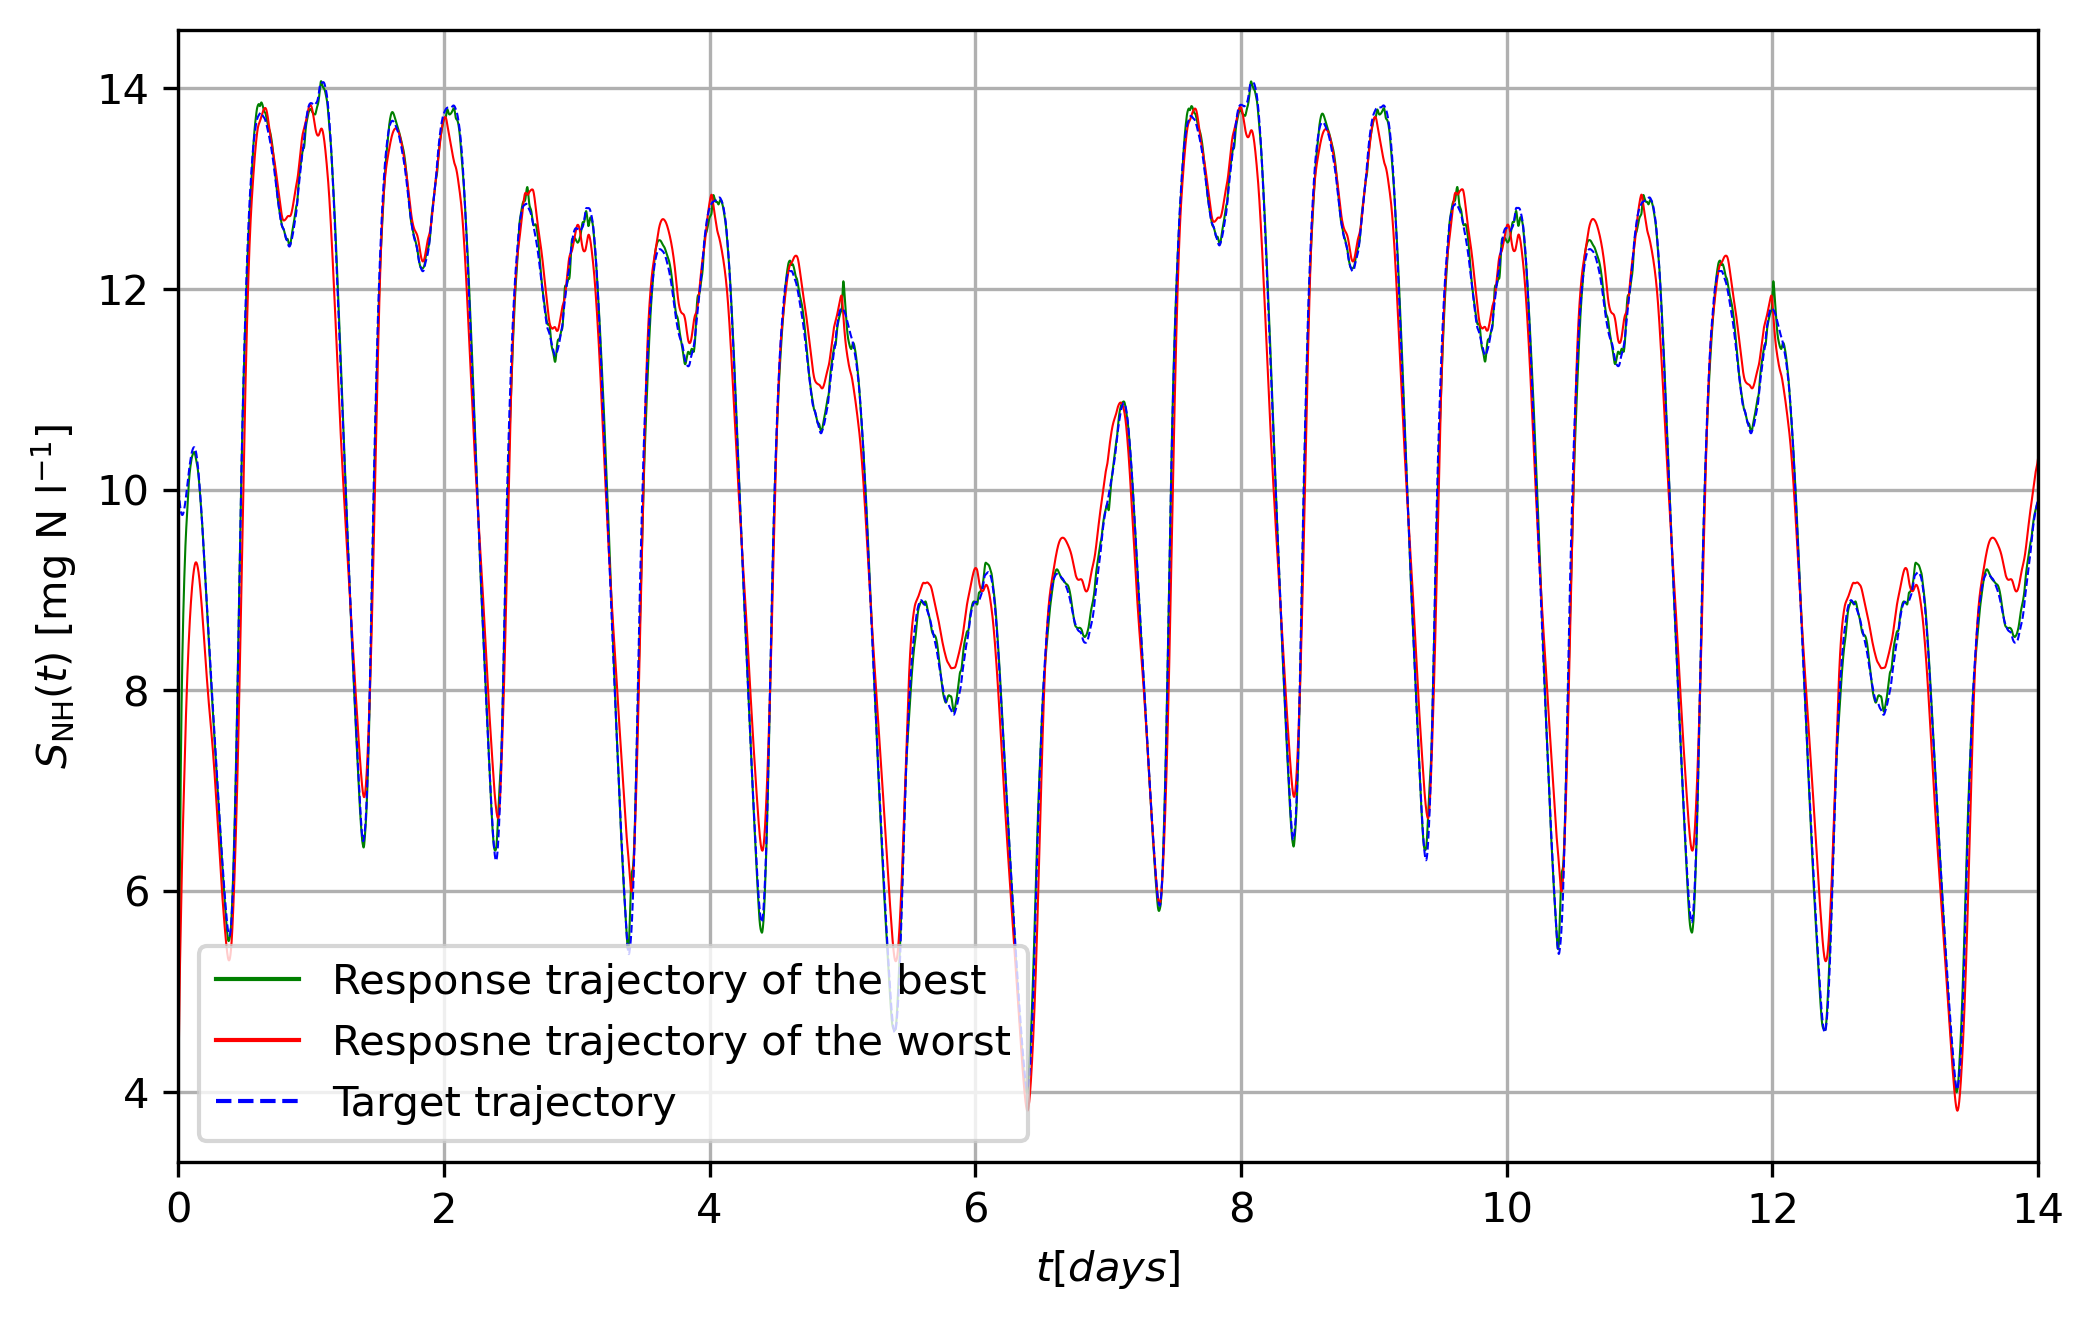 14
12
10
8
6
4
S_NH(t) [mg N l⁻¹]
Response trajectory of the best
Resposne trajectory of the worst
Target trajectory
0 2 4 6 8 10 12 14
t[days]